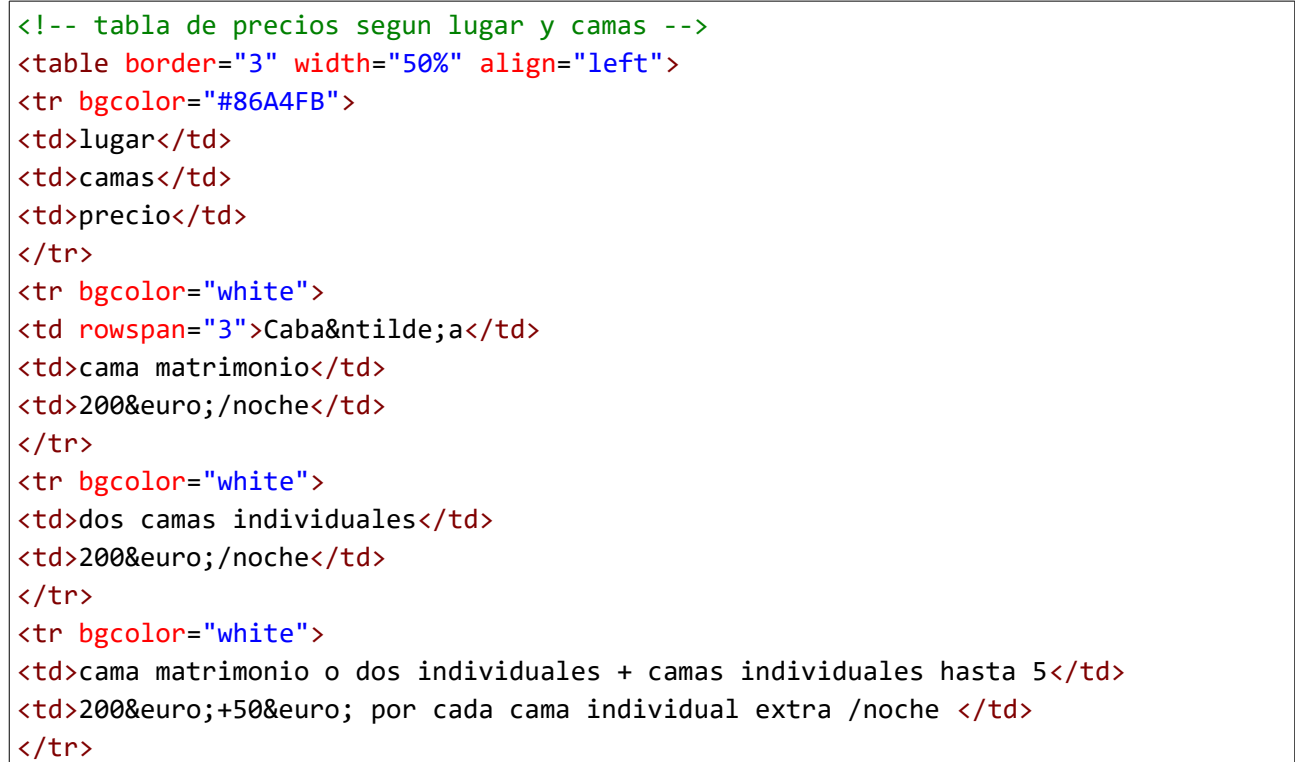 <!-- tabla de precios segun lugar y camas -->
<table border="3" width="50%" align="left">
<tr bgcolor="#86A4FB">
<td>lugar</td>
<td>camas</td>
<td>precio</td>
</tr>
<tr bgcolor="white">
<td rowspan="3">Caba&ntilde;a</td>
<td>cama matrimonio</td>
<td>200&euro;/noche</td>
</tr>
<tr bgcolor="white">
<td>dos camas individuales</td>
<td>200&euro;/noche</td>
</tr>
<tr bgcolor="white">
<td>cama matrimonio o dos individuales + camas individuales hasta 5</td>
<td>200&euro;+50&euro; por cada cama individual extra /noche </td>
</tr>